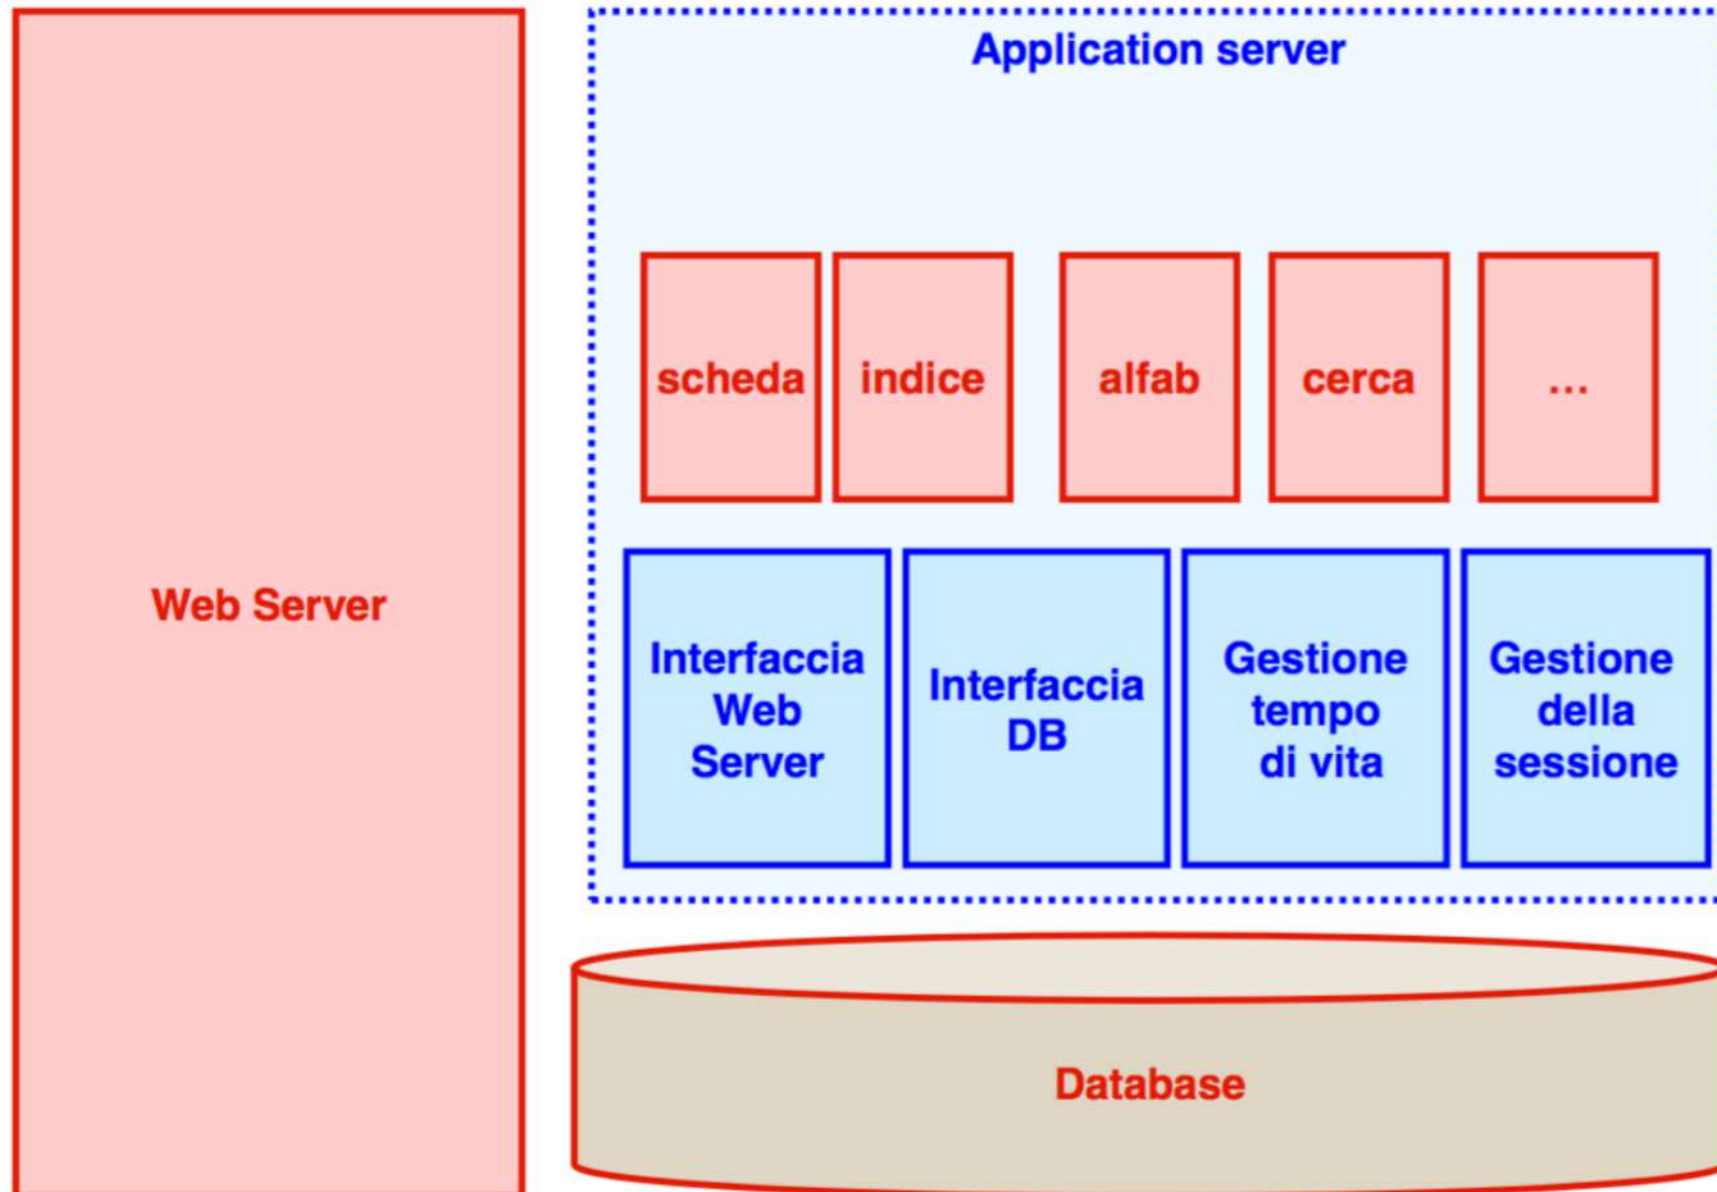 Application server
scheda
indice
alfab
cerca
...
Web Server
Interfaccia
Web
Server
Interfaccia
DB
Gestione
tempo
di vita
Gestione
della
sessione
Database